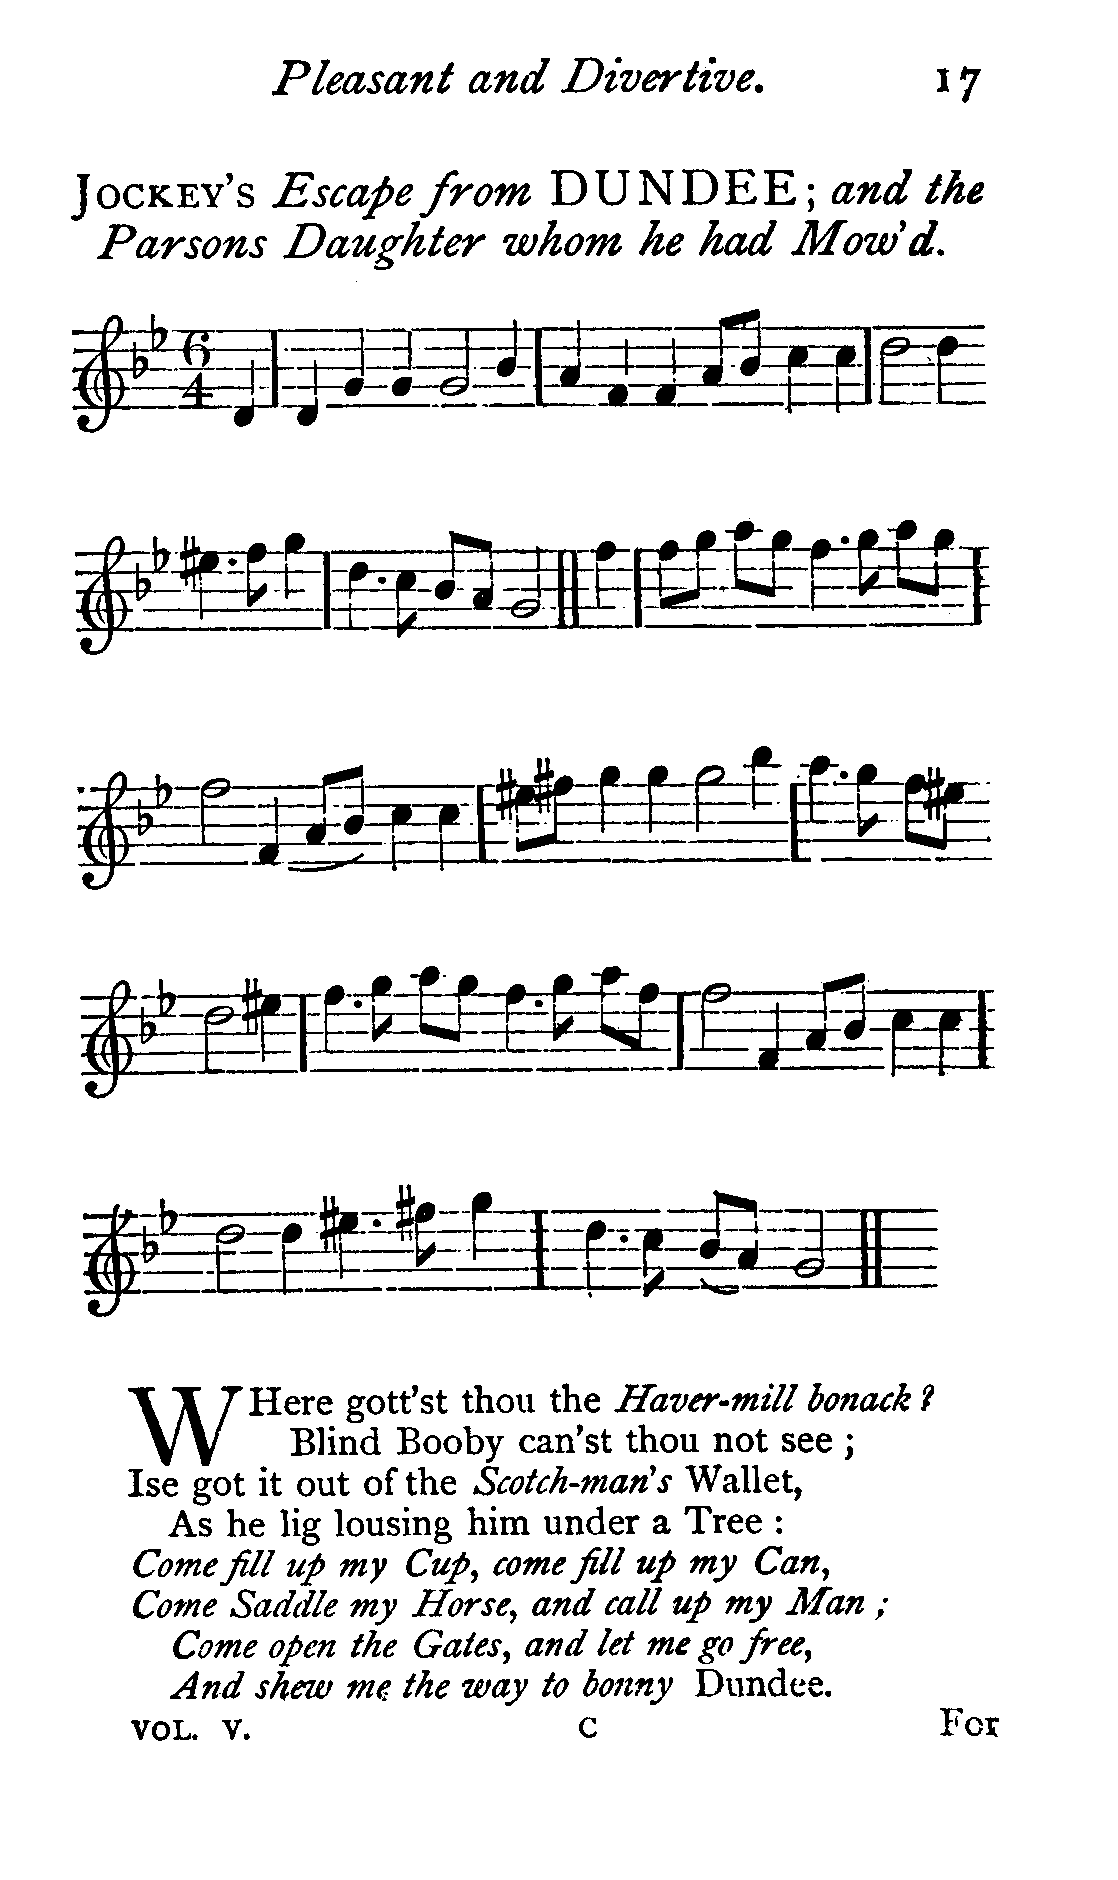 Pleasant and Divertive. 17
JOCKEY'S Escape from DUNDEE; and the
Parsons Daughter whom he had Mow'd.
6
4
WHere gott'st thou the Haver-mill bonack?
Blind Booby can'st thou not see;
Ise got it out of the Scotch-man's Wallet,
As he lig lousing him under a Tree:
Come fill up my Cup, come fill up my Can,
Come Saddle my Horse, and call up my Man;
Come open the Gates, and let me go free,
And shew me the way to bonny Dundee.
VOL. V. C For